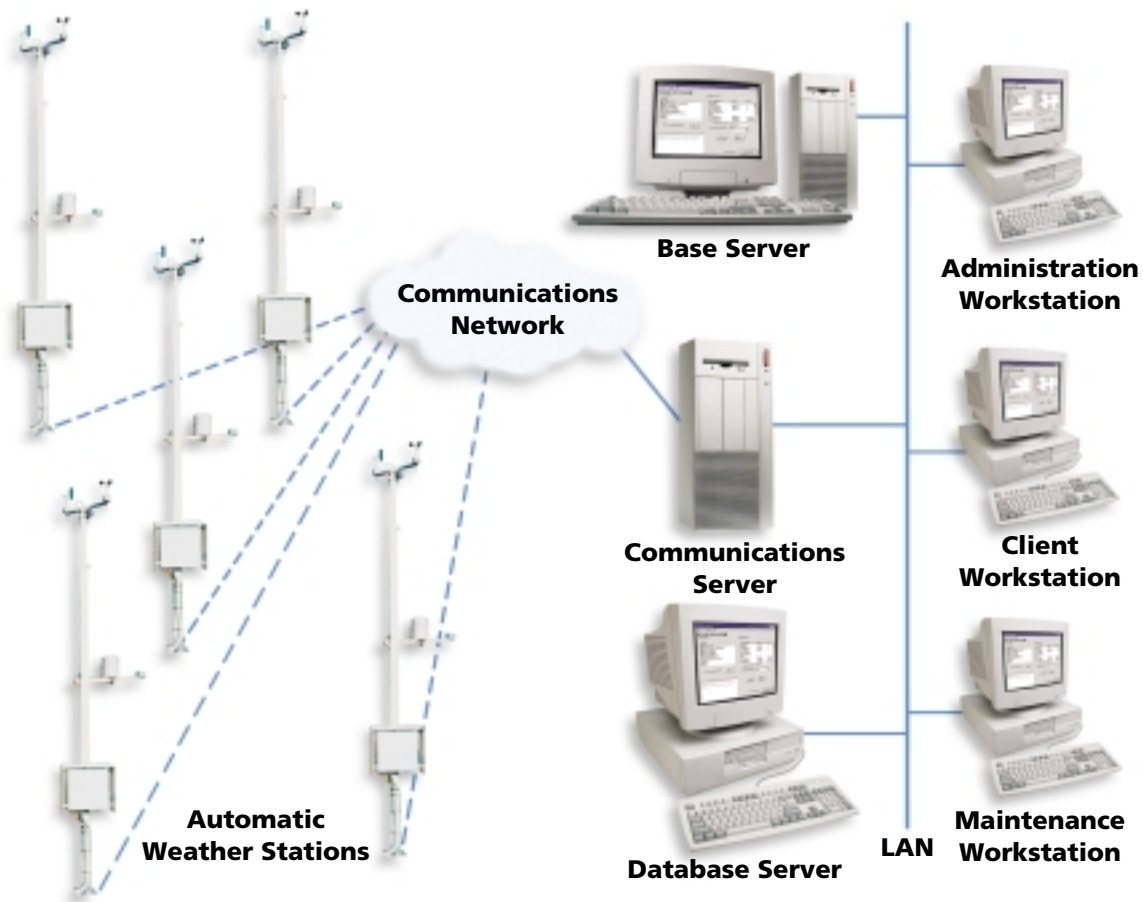 Base Server
Administration
Workstation
Communications
Network
Communications
Server
Client
Workstation
Automatic
Weather Stations
Database Server
LAN
Maintenance
Workstation